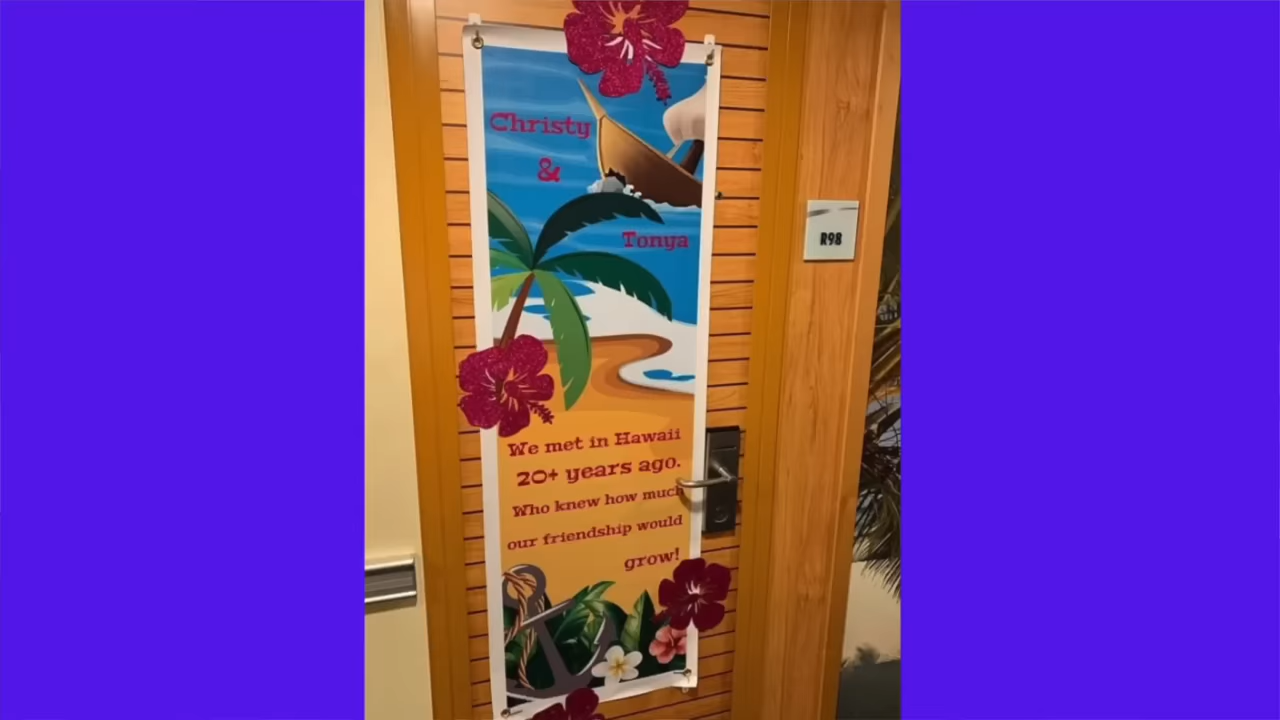 Christy
&
Tonya
R98
We met in Hawaii
20+ years ago.
Who knew how much
our friendship would
grow!